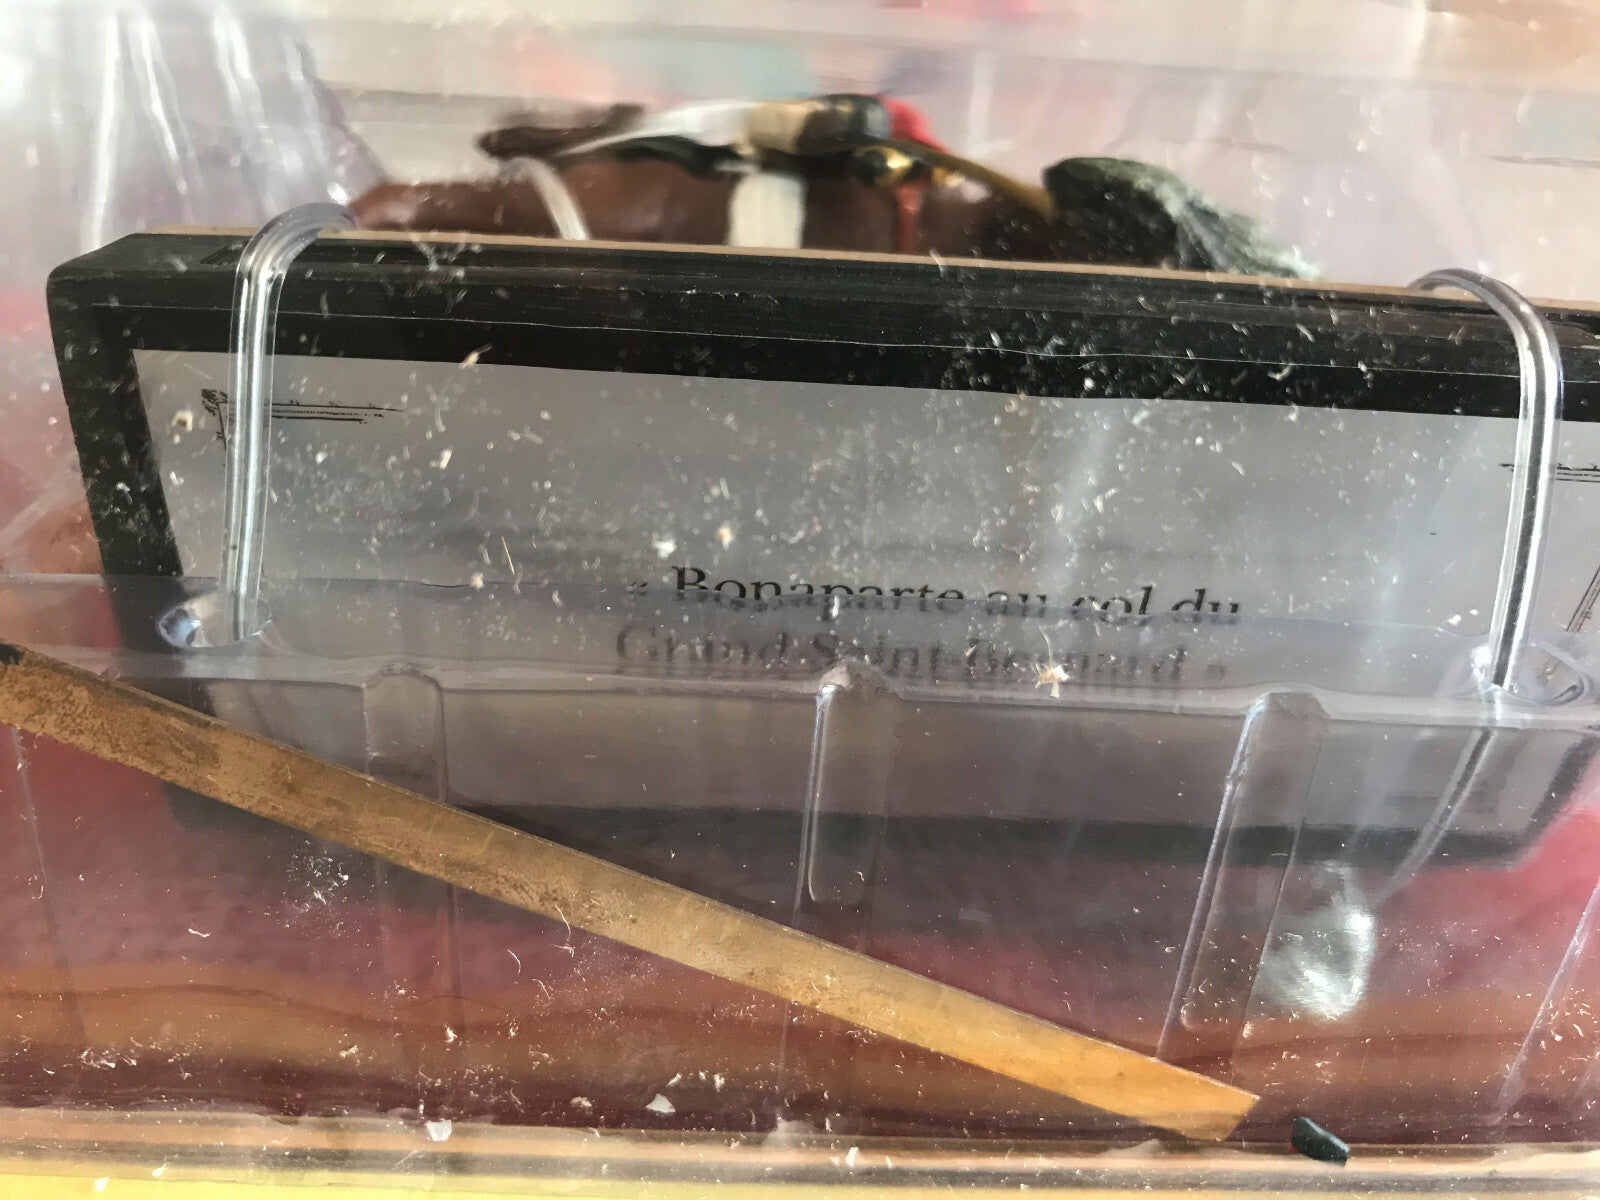 « Bonaparte au col du
Grand-Saint-Bernard »